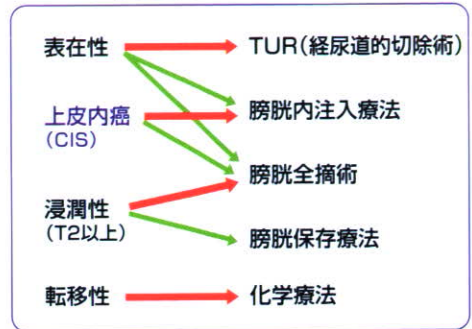 表在性
TUR(経尿道的切除術)
上皮内癌
(CIS)
膀胱内注入療法
膀胱全摘術
浸潤性
(T2以上)
膀胱保存療法
転移性
化学療法